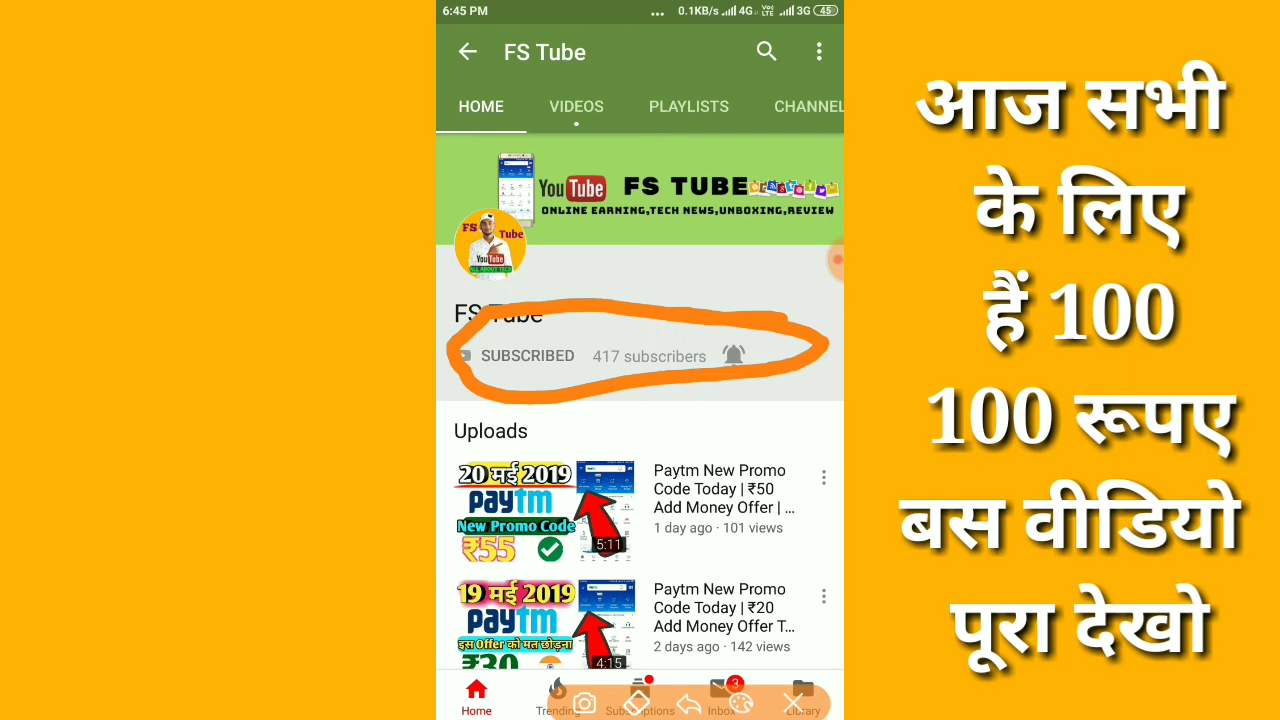 6:45 PM
... 0.1KB/s 4G VoLTE 3G 45
FS Tube
HOME VIDEOS PLAYLISTS CHANNEL
YouTube FS TUBE
ONLINE EARNING,TECH NEWS,UNBOXING,REVIEW
FS Tube
YouTube
ALL ABOUT TECH
FS Tube
SUBSCRIBED 417 subscribers
Uploads
20 मई 2019
paytm
New Promo Code
₹55
5:11
Paytm New Promo
Code Today | ₹50
Add Money Offer | ...
1 day ago · 101 views
19 मई 2019
paytm
इस Offer को मत छोड़ना
₹30
4:15
Paytm New Promo
Code Today | ₹20
Add Money Offer T...
2 days ago · 142 views
3
Home Trending Subscriptions Inbox Library
आज सभी
के लिए
हैं 100
100 रूपए
बस वीडियो
पूरा देखो